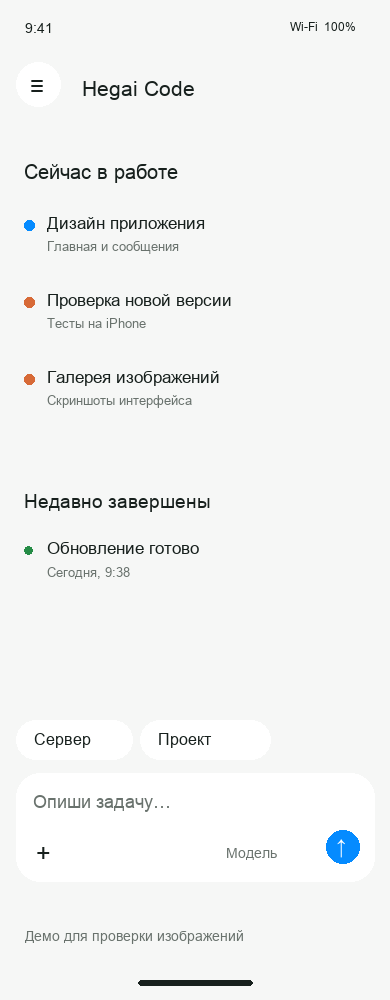 9:41
Wi-Fi 100%
Hegai Code
Сейчас в работе
Дизайн приложения
Главная и сообщения
Проверка новой версии
Тесты на iPhone
Галерея изображений
Скриншоты интерфейса
Недавно завершены
Обновление готово
Сегодня, 9:38
Сервер
Проект
Опиши задачу…
+
Модель
↑
Демо для проверки изображений